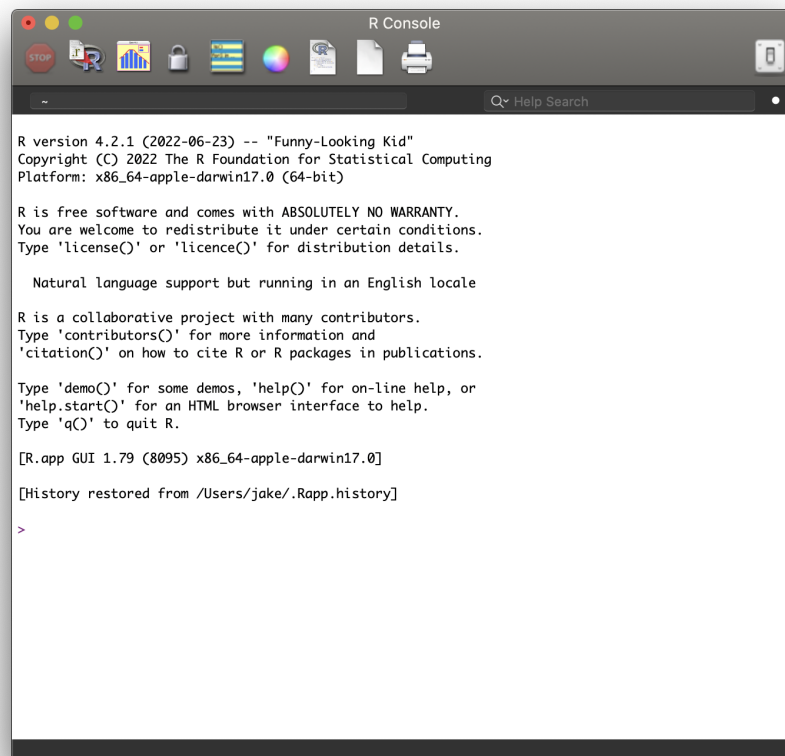 R Console
STOP
~
Help Search
R version 4.2.1 (2022-06-23) -- "Funny-Looking Kid"
Copyright (C) 2022 The R Foundation for Statistical Computing
Platform: x86_64-apple-darwin17.0 (64-bit)
R is free software and comes with ABSOLUTELY NO WARRANTY.
You are welcome to redistribute it under certain conditions.
Type 'license()' or 'licence()' for distribution details.
Natural language support but running in an English locale
R is a collaborative project with many contributors.
Type 'contributors()' for more information and
'citation()' on how to cite R or R packages in publications.
Type 'demo()' for some demos, 'help()' for on-line help, or
'help.start()' for an HTML browser interface to help.
Type 'q()' to quit R.
[R.app GUI 1.79 (8095) x86_64-apple-darwin17.0]
[History restored from /Users/jake/.Rapp.history]
>